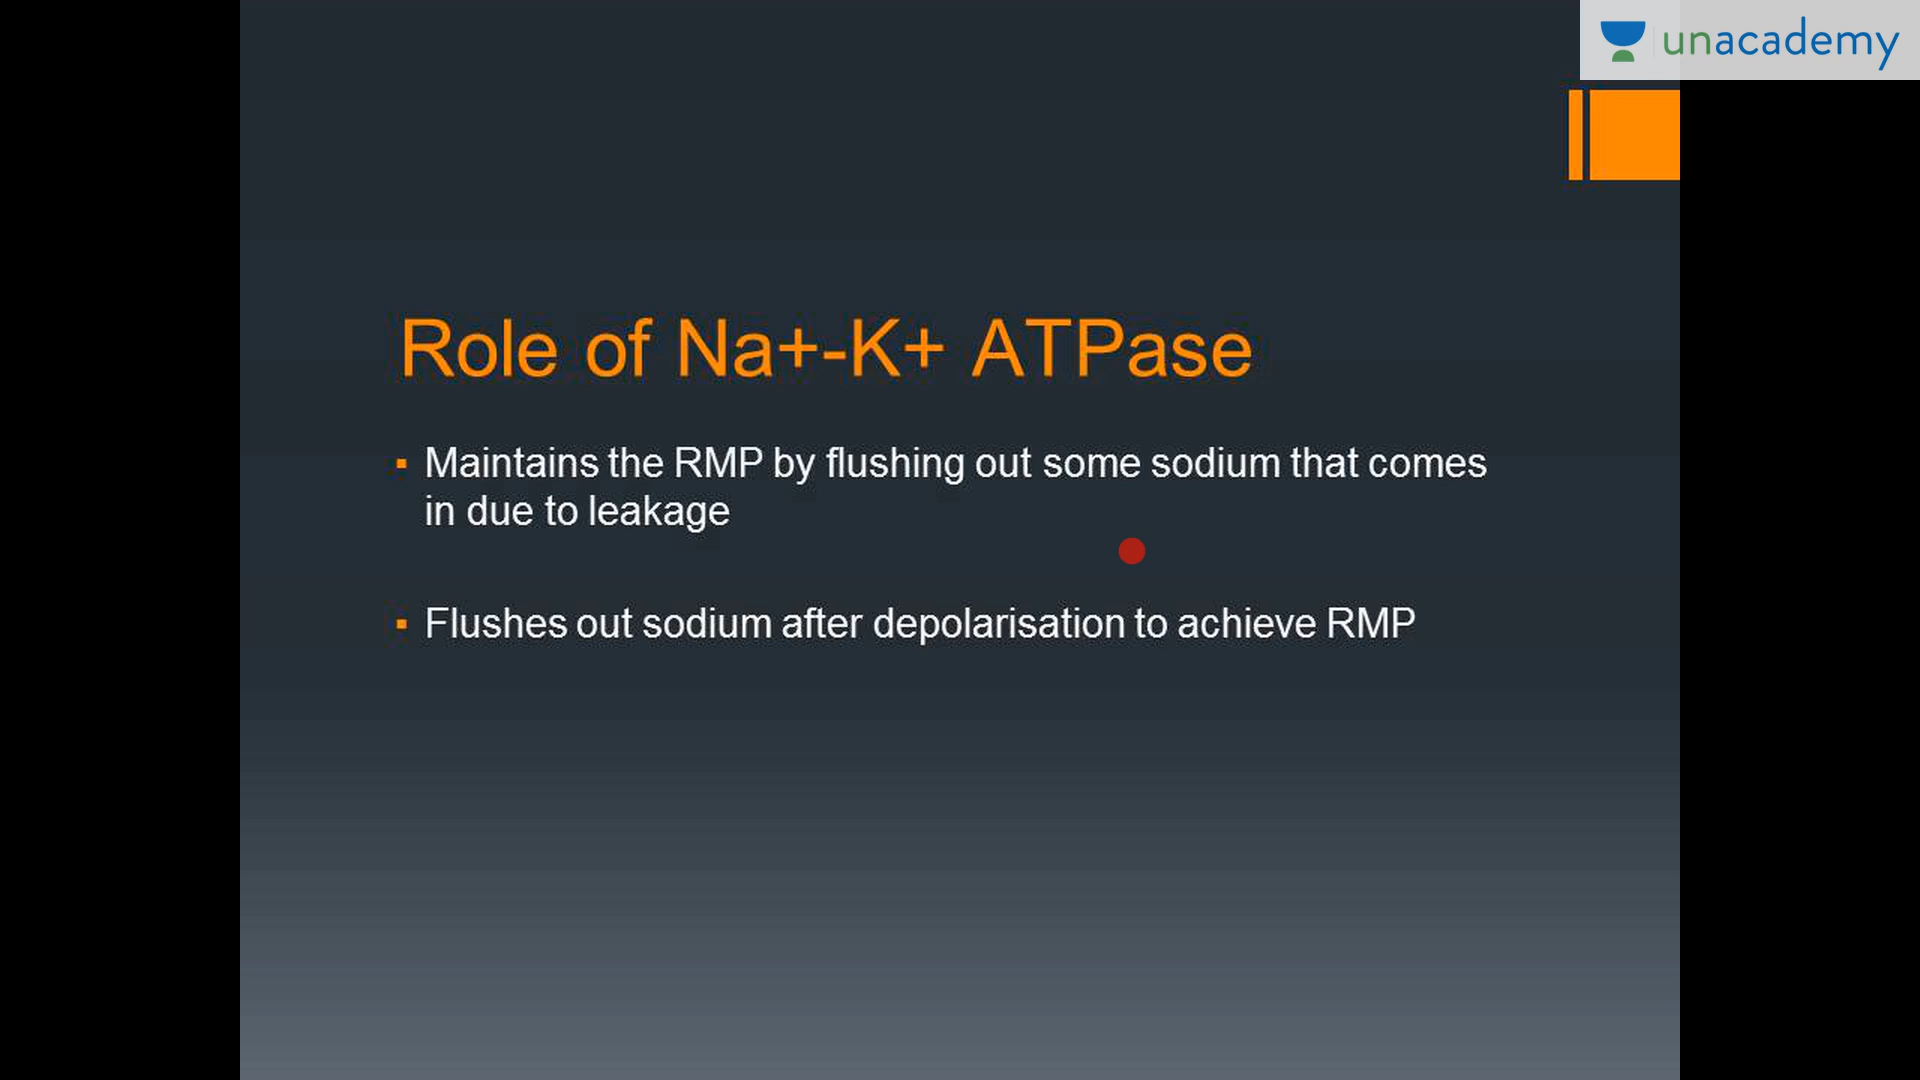 unacademy
Role of Na+-K+ ATPase
▪ Maintains the RMP by flushing out some sodium that comes
in due to leakage
▪ Flushes out sodium after depolarisation to achieve RMP